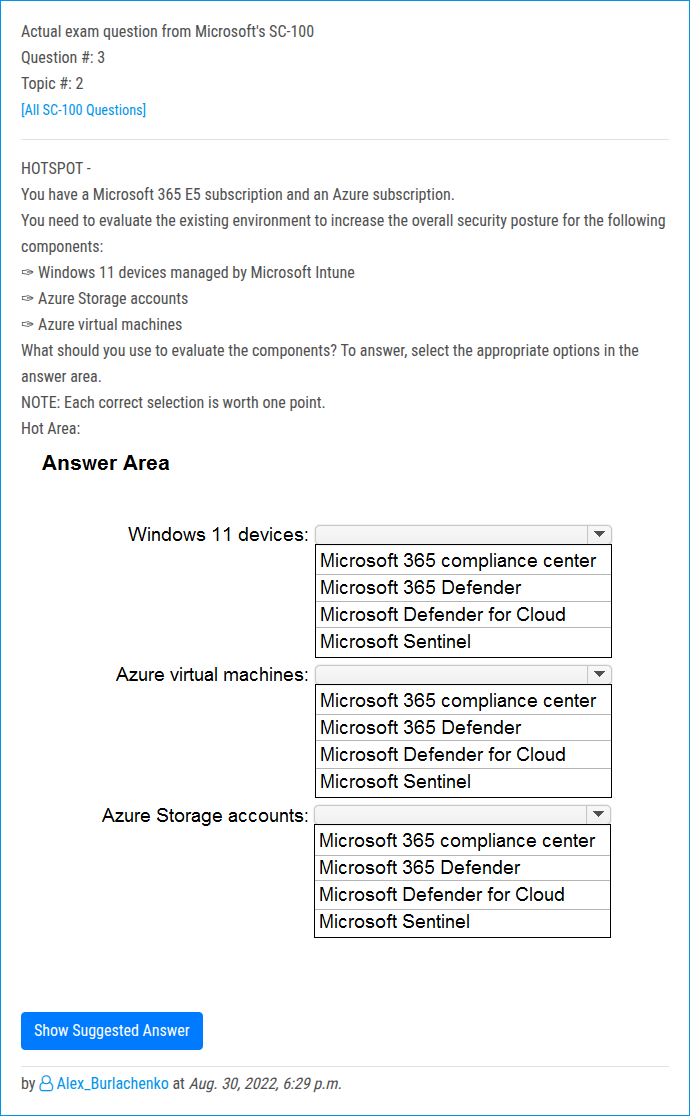 Actual exam question from Microsoft's SC-100
Question #: 3
Topic #: 2
[All SC-100 Questions]
HOTSPOT -
You have a Microsoft 365 E5 subscription and an Azure subscription.
You need to evaluate the existing environment to increase the overall security posture for the following
components:
✑ Windows 11 devices managed by Microsoft Intune
✑ Azure Storage accounts
✑ Azure virtual machines
What should you use to evaluate the components? To answer, select the appropriate options in the
answer area.
NOTE: Each correct selection is worth one point.
Hot Area:
Answer Area
Windows 11 devices:
Microsoft 365 compliance center
Microsoft 365 Defender
Microsoft Defender for Cloud
Microsoft Sentinel
Azure virtual machines:
Microsoft 365 compliance center
Microsoft 365 Defender
Microsoft Defender for Cloud
Microsoft Sentinel
Azure Storage accounts:
Microsoft 365 compliance center
Microsoft 365 Defender
Microsoft Defender for Cloud
Microsoft Sentinel
Show Suggested Answer
by Alex_Burlachenko at Aug. 30, 2022, 6:29 p.m.